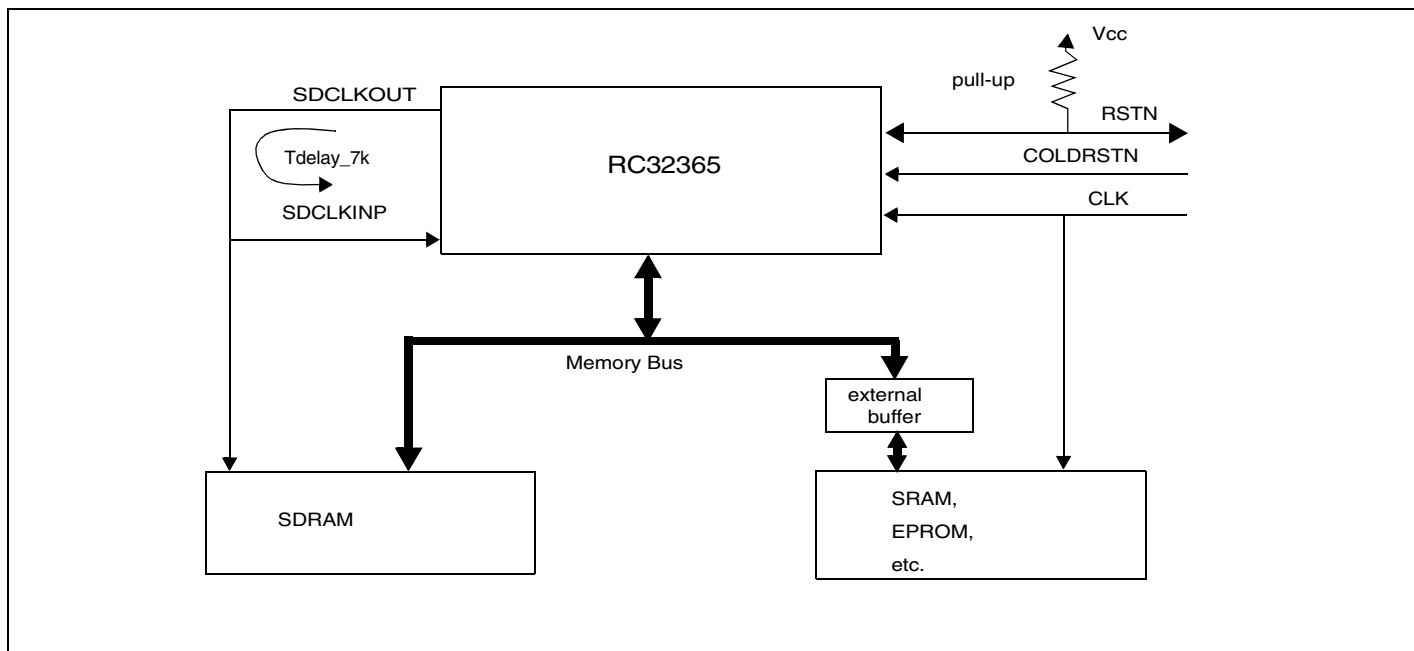 Vcc
pull-up
SDCLKOUT
RSTN
Tdelay_7k
RC32365
COLDRSTN
CLK
SDCLKINP
Memory Bus
external
buffer
SDRAM
SRAM,
EPROM,
etc.